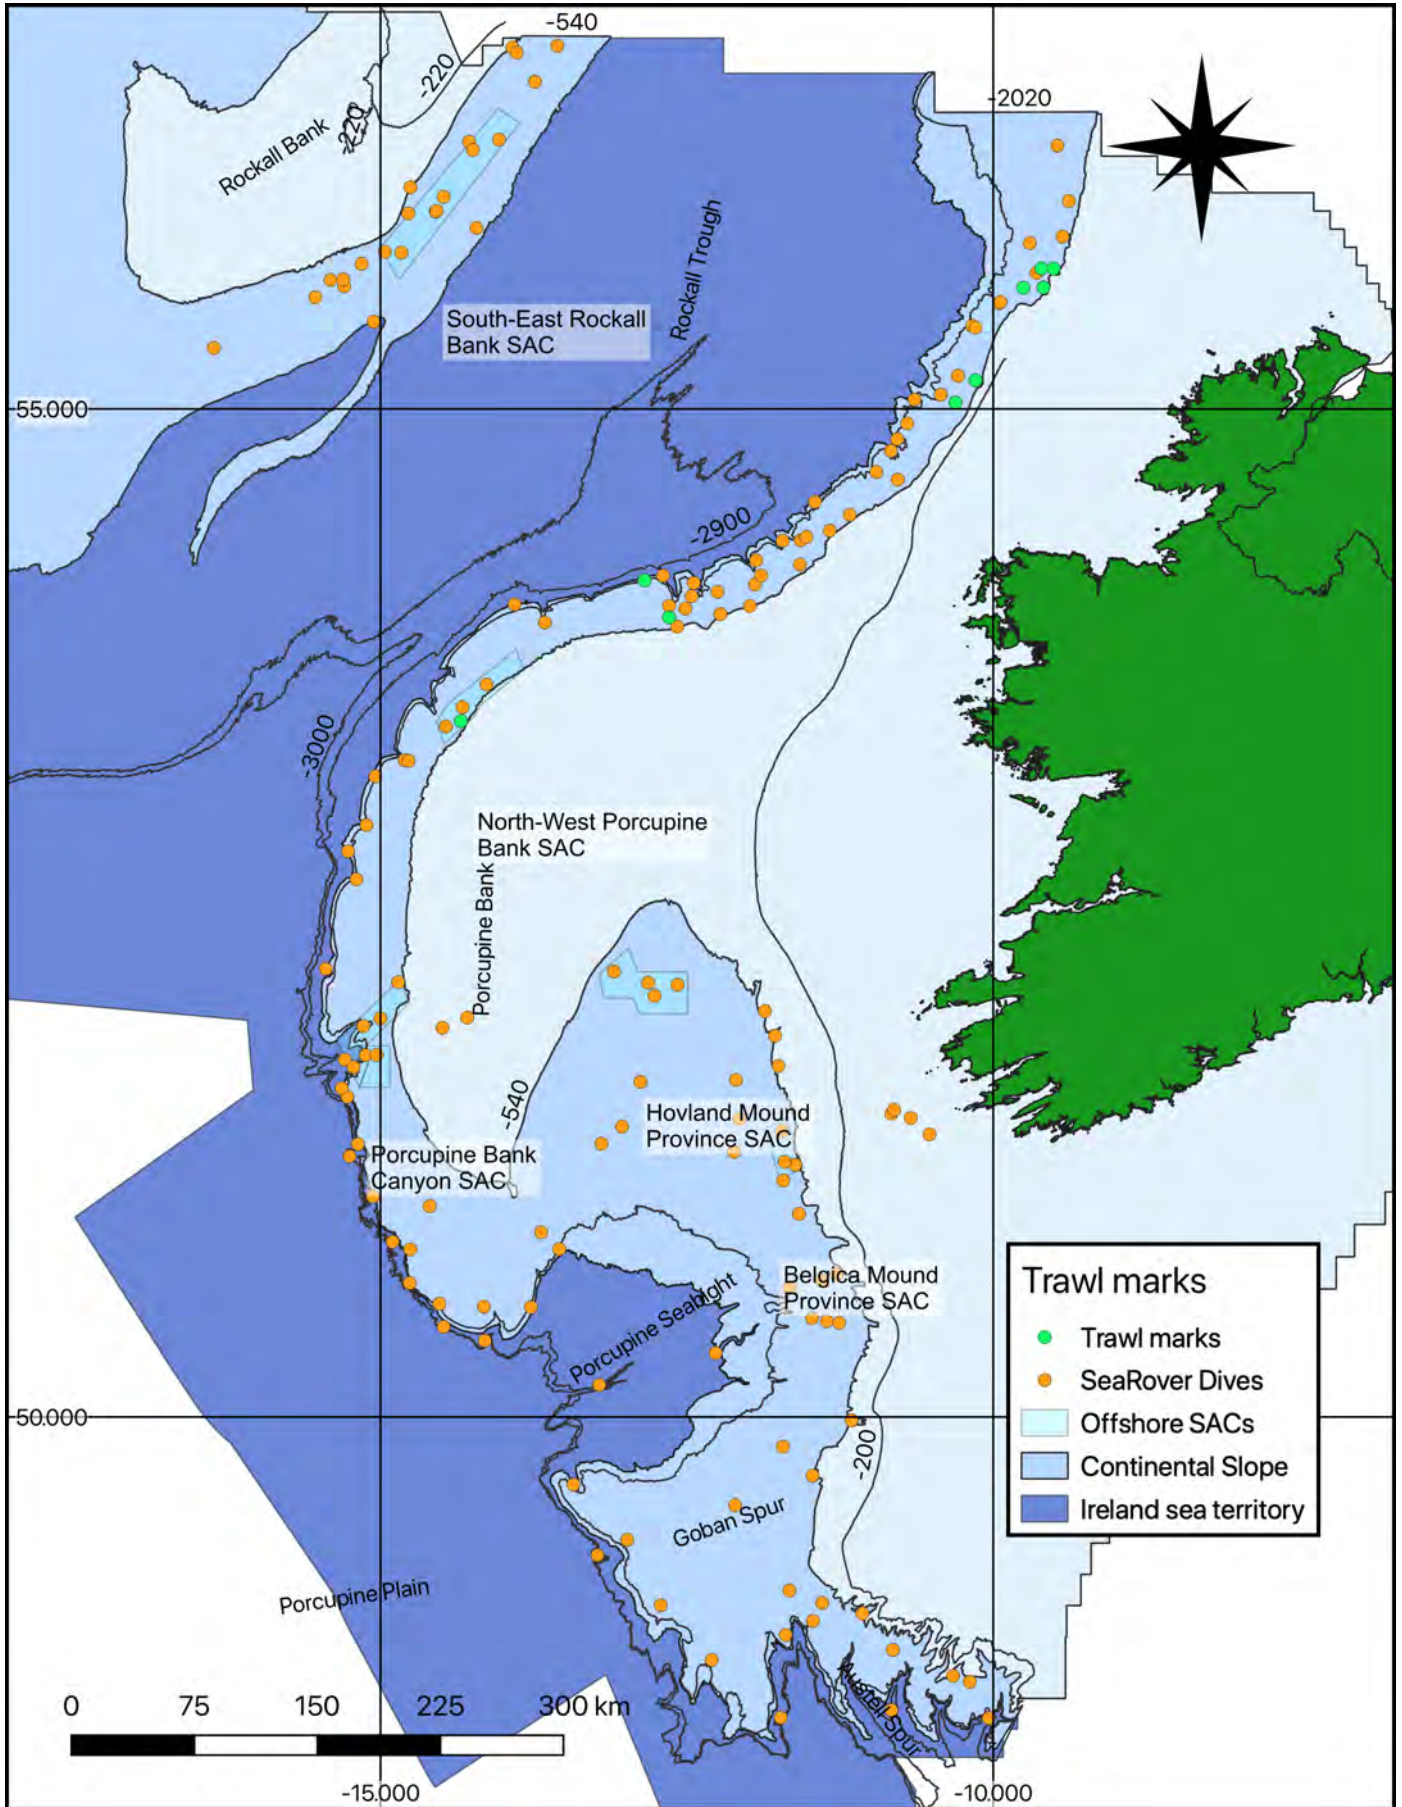 -540
-220
-2020
220
Rockall Bank
Rockall Trough
South-East Rockall
Bank SAC
55.000
-2900
-3000
North-West Porcupine
Bank SAC
Porcupine Bank
-540
Hovland Mound
Province SAC
Porcupine Bank
Canyon SAC
Belgica Mound
Province SAC
Porcupine Seabight
Trawl marks
Trawl marks
SeaRover Dives
Offshore SACs
Continental Slope
Ireland sea territory
50.000
-200
Goban Spur
Porcupine Plain
Austell Spur
0 75 150 225 300 km
-15.000
-10.000